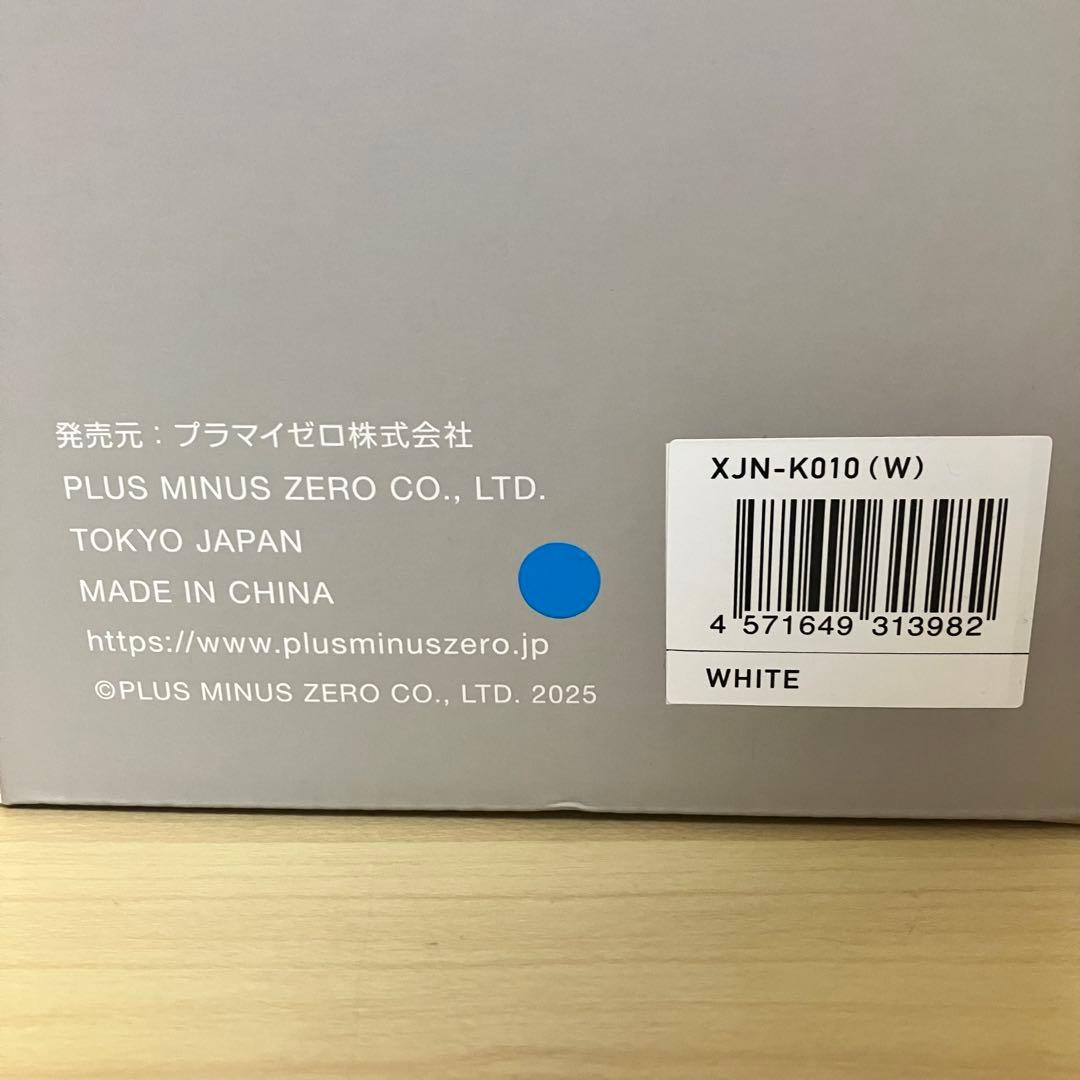 発売元：プラマイゼロ株式会社
PLUS MINUS ZERO CO., LTD.
TOKYO JAPAN
MADE IN CHINA
https://www.plusminuszero.jp
©PLUS MINUS ZERO CO., LTD. 2025
XJN-K010(W)
4 571649 313982
WHITE